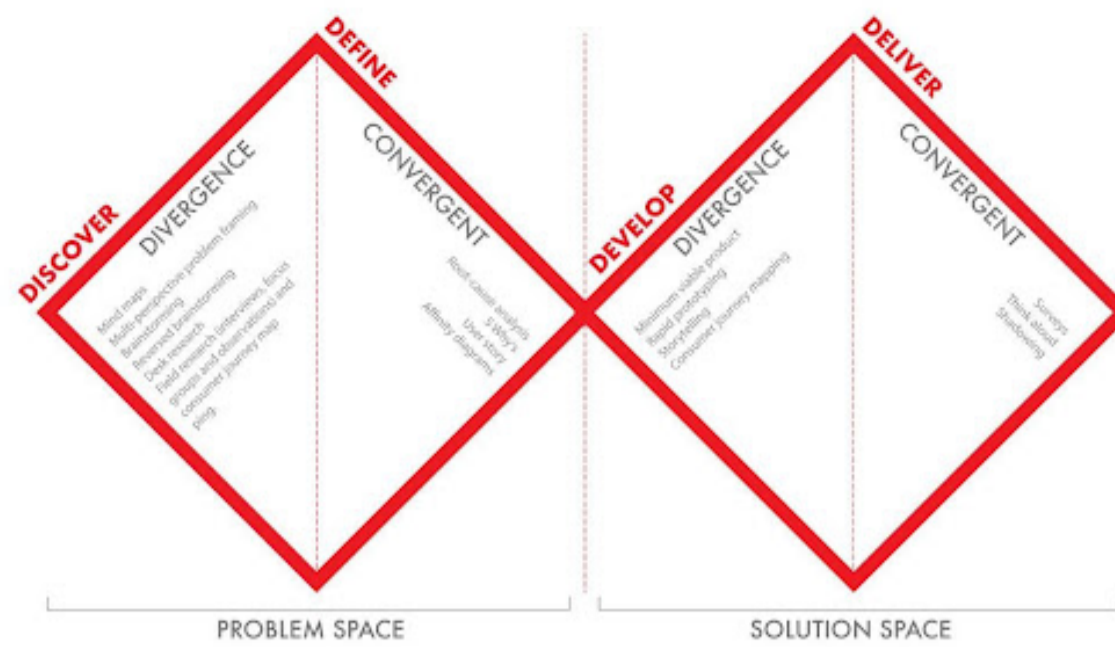 DISCOVER
DIVERGENCE
Mind maps
Multi-perspective problem framing
Brainstorming
Reversed brainstorming
Desk research
Field research (interviews, focus
groups and observations) and
consumer journey map
ping.
DEFINE
CONVERGENT
Root-cause analysis
5 Why's
User story
Affinity diagrams
DEVELOP
DIVERGENCE
Minimum viable product
Rapid prototyping
Storytelling
Consumer journey mapping
DELIVER
CONVERGENT
Surveys
Think aloud
Shadowing
PROBLEM SPACE
SOLUTION SPACE